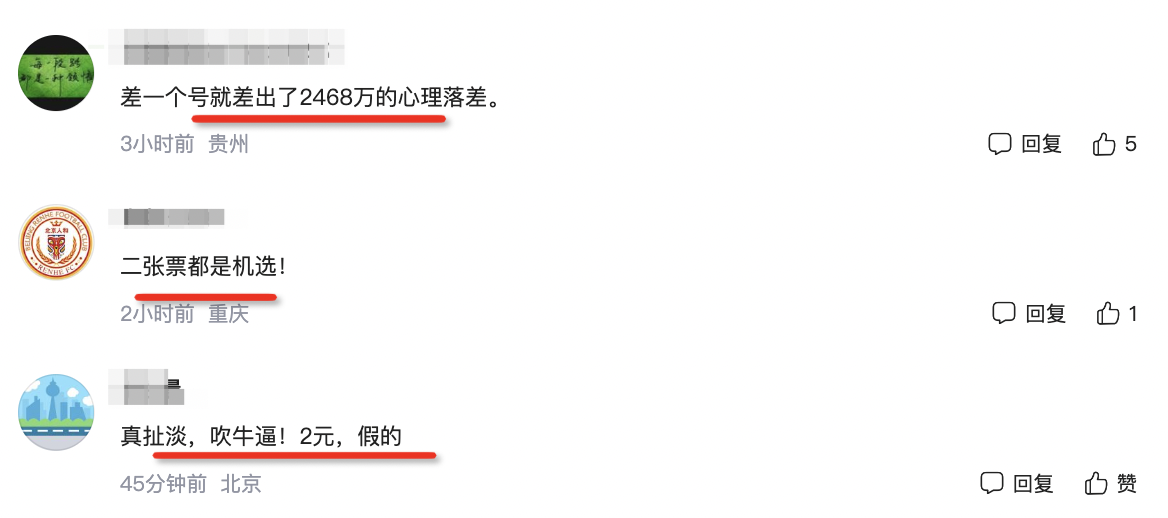 每一段路
都是一种领悟
差一个号就差出了2468万的心理落差。
3小时前 贵州
回复 5
BEIJING RENHE FOOTBALL CLUB
北京人和
RENHE F.C.
二张票都是机选！
2小时前 重庆
回复 1
真扯淡，吹牛逼！2元，假的
45分钟前 北京
回复 赞